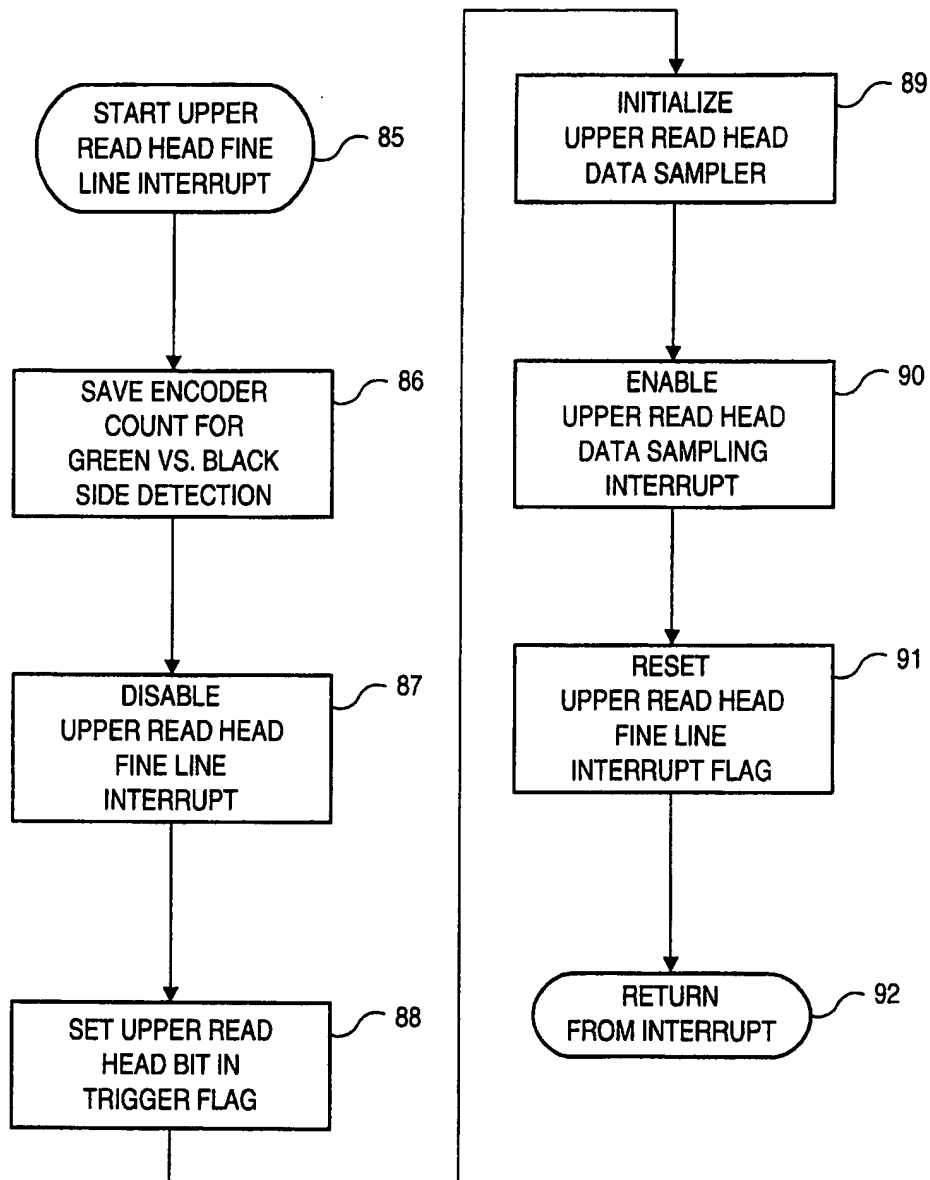 START UPPER
READ HEAD FINE
LINE INTERRUPT
85
SAVE ENCODER
COUNT FOR
GREEN VS. BLACK
SIDE DETECTION
86
DISABLE
UPPER READ HEAD
FINE LINE
INTERRUPT
87
SET UPPER READ
HEAD BIT IN
TRIGGER FLAG
88
INITIALIZE
UPPER READ HEAD
DATA SAMPLER
89
ENABLE
UPPER READ HEAD
DATA SAMPLING
INTERRUPT
90
RESET
UPPER READ HEAD
FINE LINE
INTERRUPT FLAG
91
RETURN
FROM INTERRUPT
92